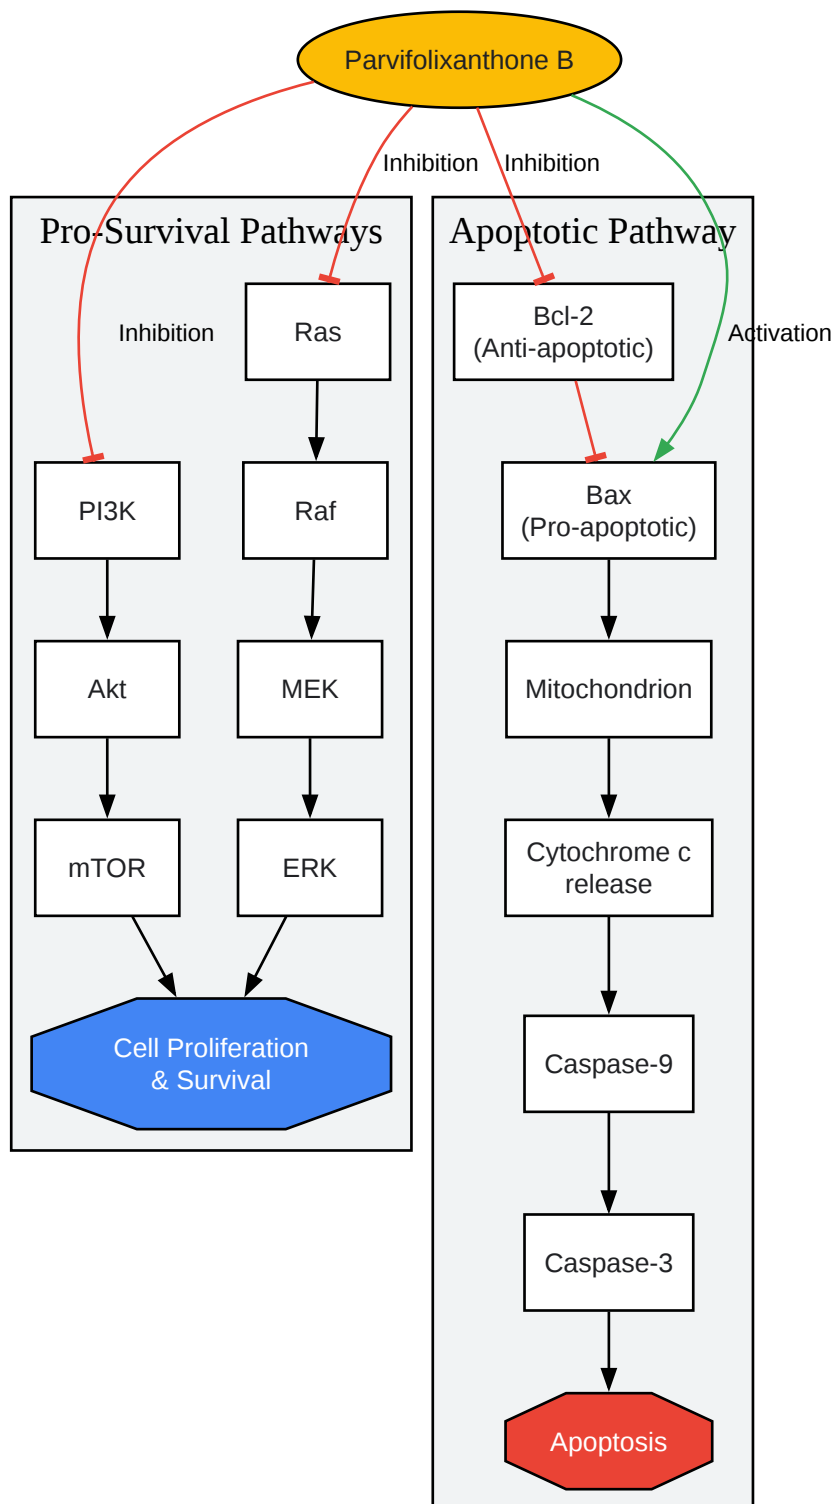 Parvifolixanthone B
Inhibition
Inhibition
Pro-Survival Pathways
Apoptotic Pathway
Inhibition
Ras
Bcl-2
(Anti-apoptotic)
Activation
PI3K
Raf
Bax
(Pro-apoptotic)
Akt
MEK
Mitochondrion
mTOR
ERK
Cytochrome c
release
Cell Proliferation
& Survival
Caspase-9
Caspase-3
Apoptosis